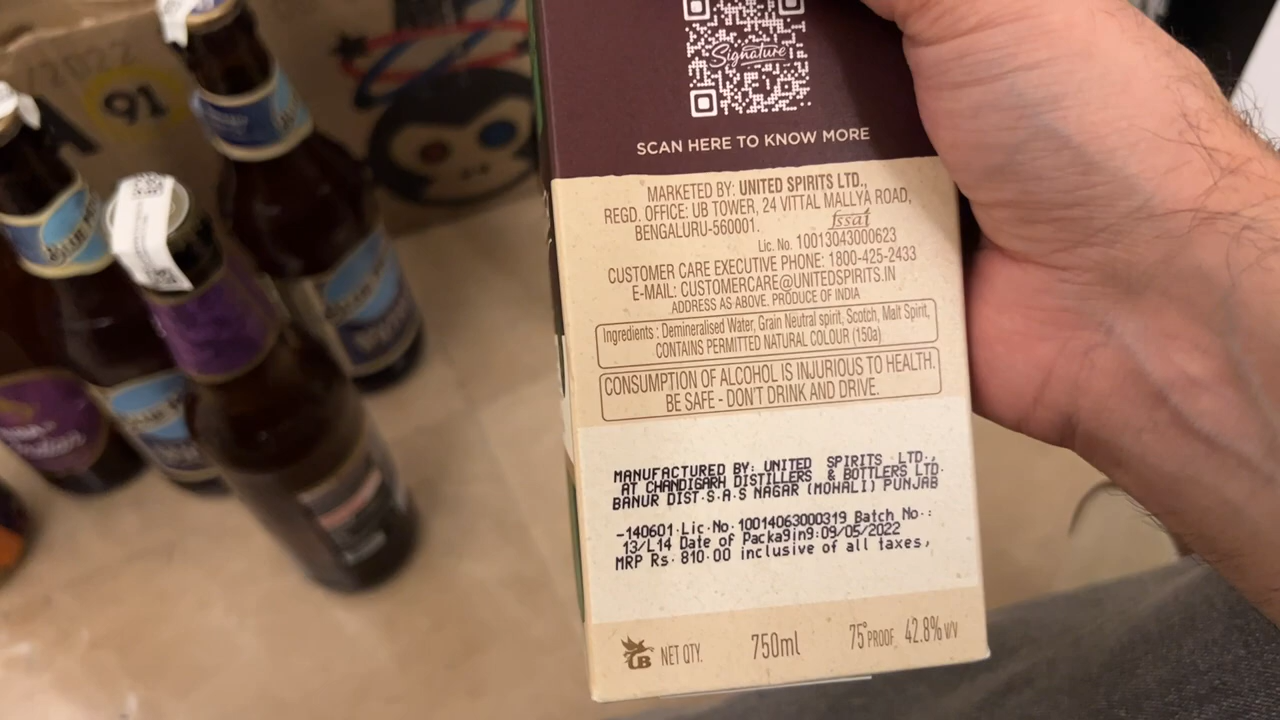 91
Signature
SCAN HERE TO KNOW MORE
MARKETED BY: UNITED SPIRITS LTD.,
REGD. OFFICE: UB TOWER, 24 VITTAL MALLYA ROAD,
BENGALURU-560001.
fssai
Lic. No. 10013043000623
CUSTOMER CARE EXECUTIVE PHONE: 1800-425-2433
E-MAIL: CUSTOMERCARE@UNITEDSPIRITS.IN
ADDRESS AS ABOVE. PRODUCE OF INDIA
Ingredients : Demineralised Water, Grain Neutral spirit, Scotch, Malt Spirit,
CONTAINS PERMITTED NATURAL COLOUR (150a)
CONSUMPTION OF ALCOHOL IS INJURIOUS TO HEALTH.
BE SAFE - DON'T DRINK AND DRIVE.
MANUFACTURED BY: UNITED SPIRITS LTD.,
AT CHANDIGARH DISTILLERS & BOTTLERS LTD.
BANUR DIST.S.A.S NAGAR (MOHALI) PUNJAB
-140601.Lic.No.10014063000319 Batch No.:
13/L14 Date of Packa9in9:09/05/2022
MRP Rs. 810.00 inclusive of all taxes,
UB NET QTY. 750ml 75° PROOF 42.8% v/v